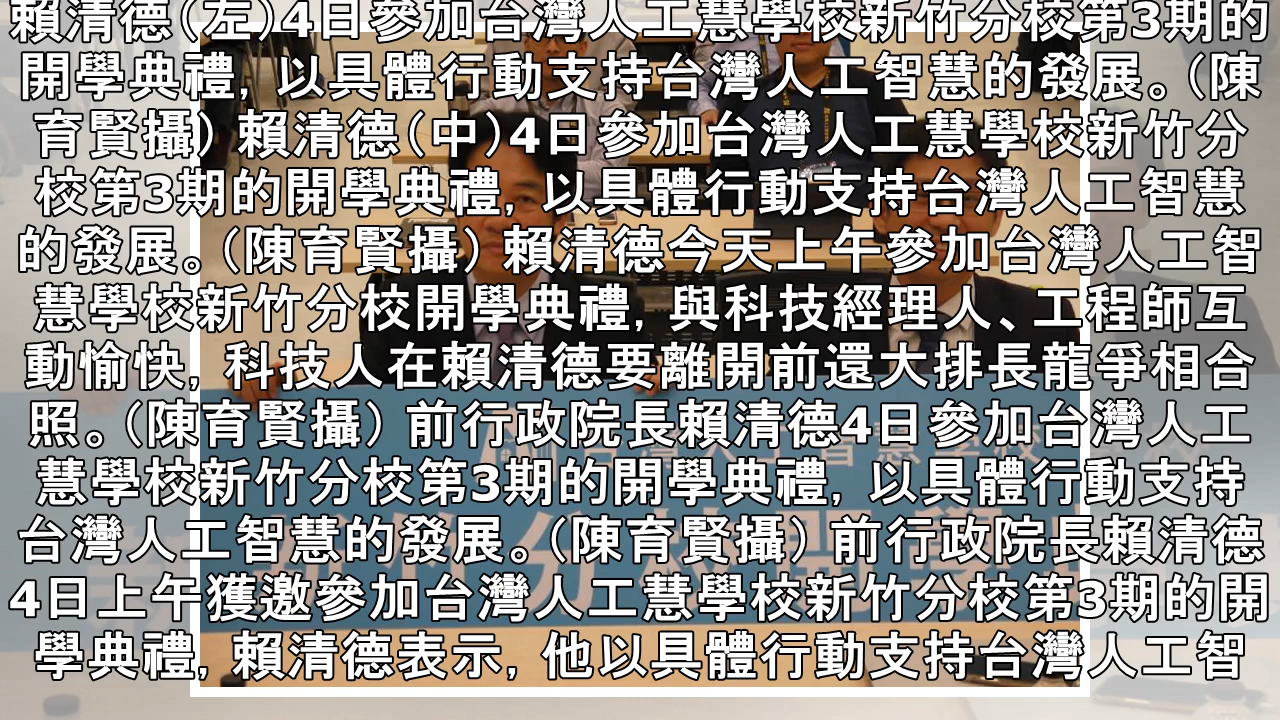 賴清德(左)4日參加台灣人工慧學校新竹分校第3期的
開學典禮, 以具體行動支持台灣人工智慧的發展。(陳
育賢攝) 賴清德(中)4日參加台灣人工慧學校新竹分
校第3期的開學典禮, 以具體行動支持台灣人工智慧
的發展。(陳育賢攝) 賴清德今天上午參加台灣人工智
慧學校新竹分校開學典禮, 與科技經理人、工程師互
動愉快, 科技人在賴清德要離開前還大排長龍爭相合
照。(陳育賢攝) 前行政院長賴清德4日參加台灣人工
慧學校新竹分校第3期的開學典禮, 以具體行動支持
台灣人工智慧的發展。(陳育賢攝) 前行政院長賴清德
4日上午獲邀參加台灣人工慧學校新竹分校第3期的開
學典禮, 賴清德表示, 他以具體行動支持台灣人工智